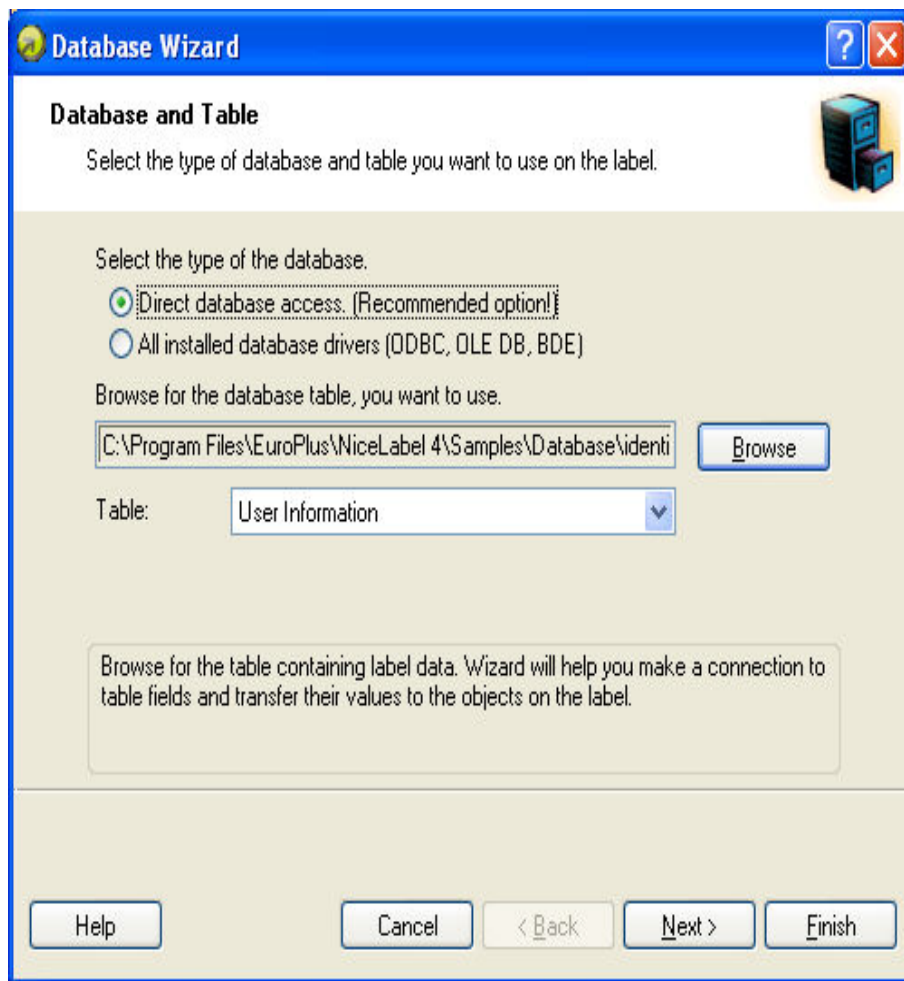 Database Wizard
Database and Table
Select the type of database and table you want to use on the label.
Select the type of the database.
Direct database access. (Recommended option!)
All installed database drivers (ODBC, OLE DB, BDE)
Browse for the database table, you want to use.
C:\Program Files\EuroPlus\NiceLabel 4\Samples\Database\identi
Browse
Table:
User Information
Browse for the table containing label data. Wizard will help you make a connection to
table fields and transfer their values to the objects on the label.
Help
Cancel
< Back
Next >
Finish